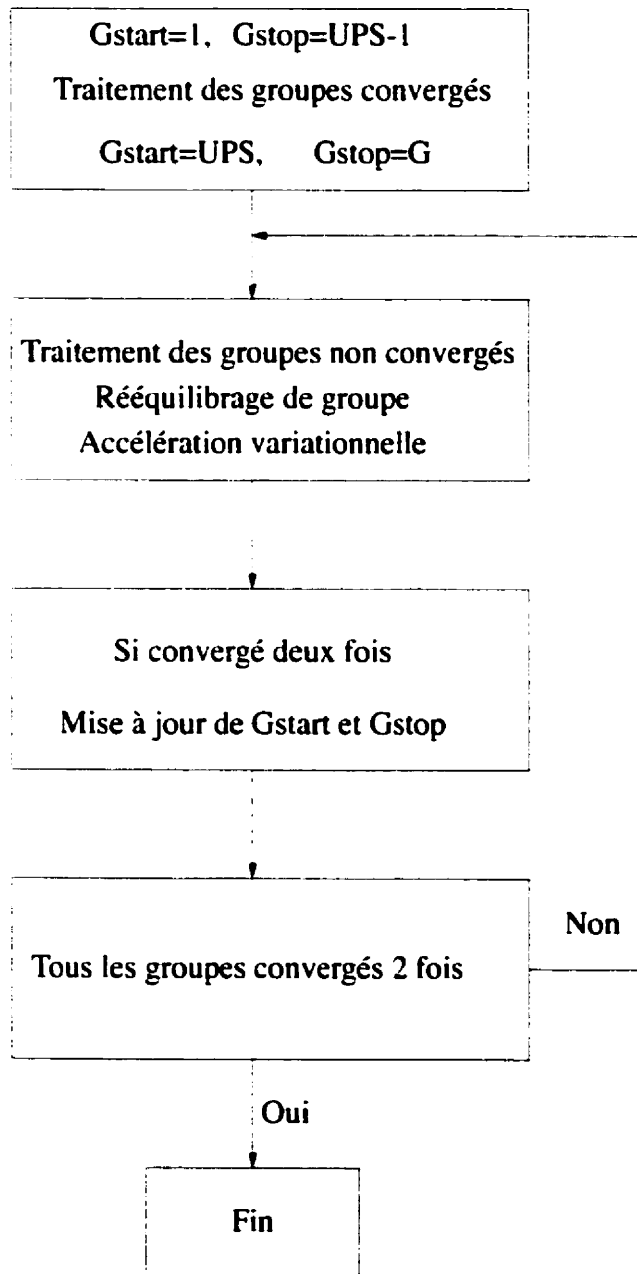 Gstart=1, Gstop=UPS-1
Traitement des groupes convergés
Gstart=UPS, Gstop=G
Traitement des groupes non convergés
Rééquilibrage de groupe
Accélération variationnelle
Si convergé deux fois
Mise à jour de Gstart et Gstop
Tous les groupes convergés 2 fois
Non
Oui
Fin